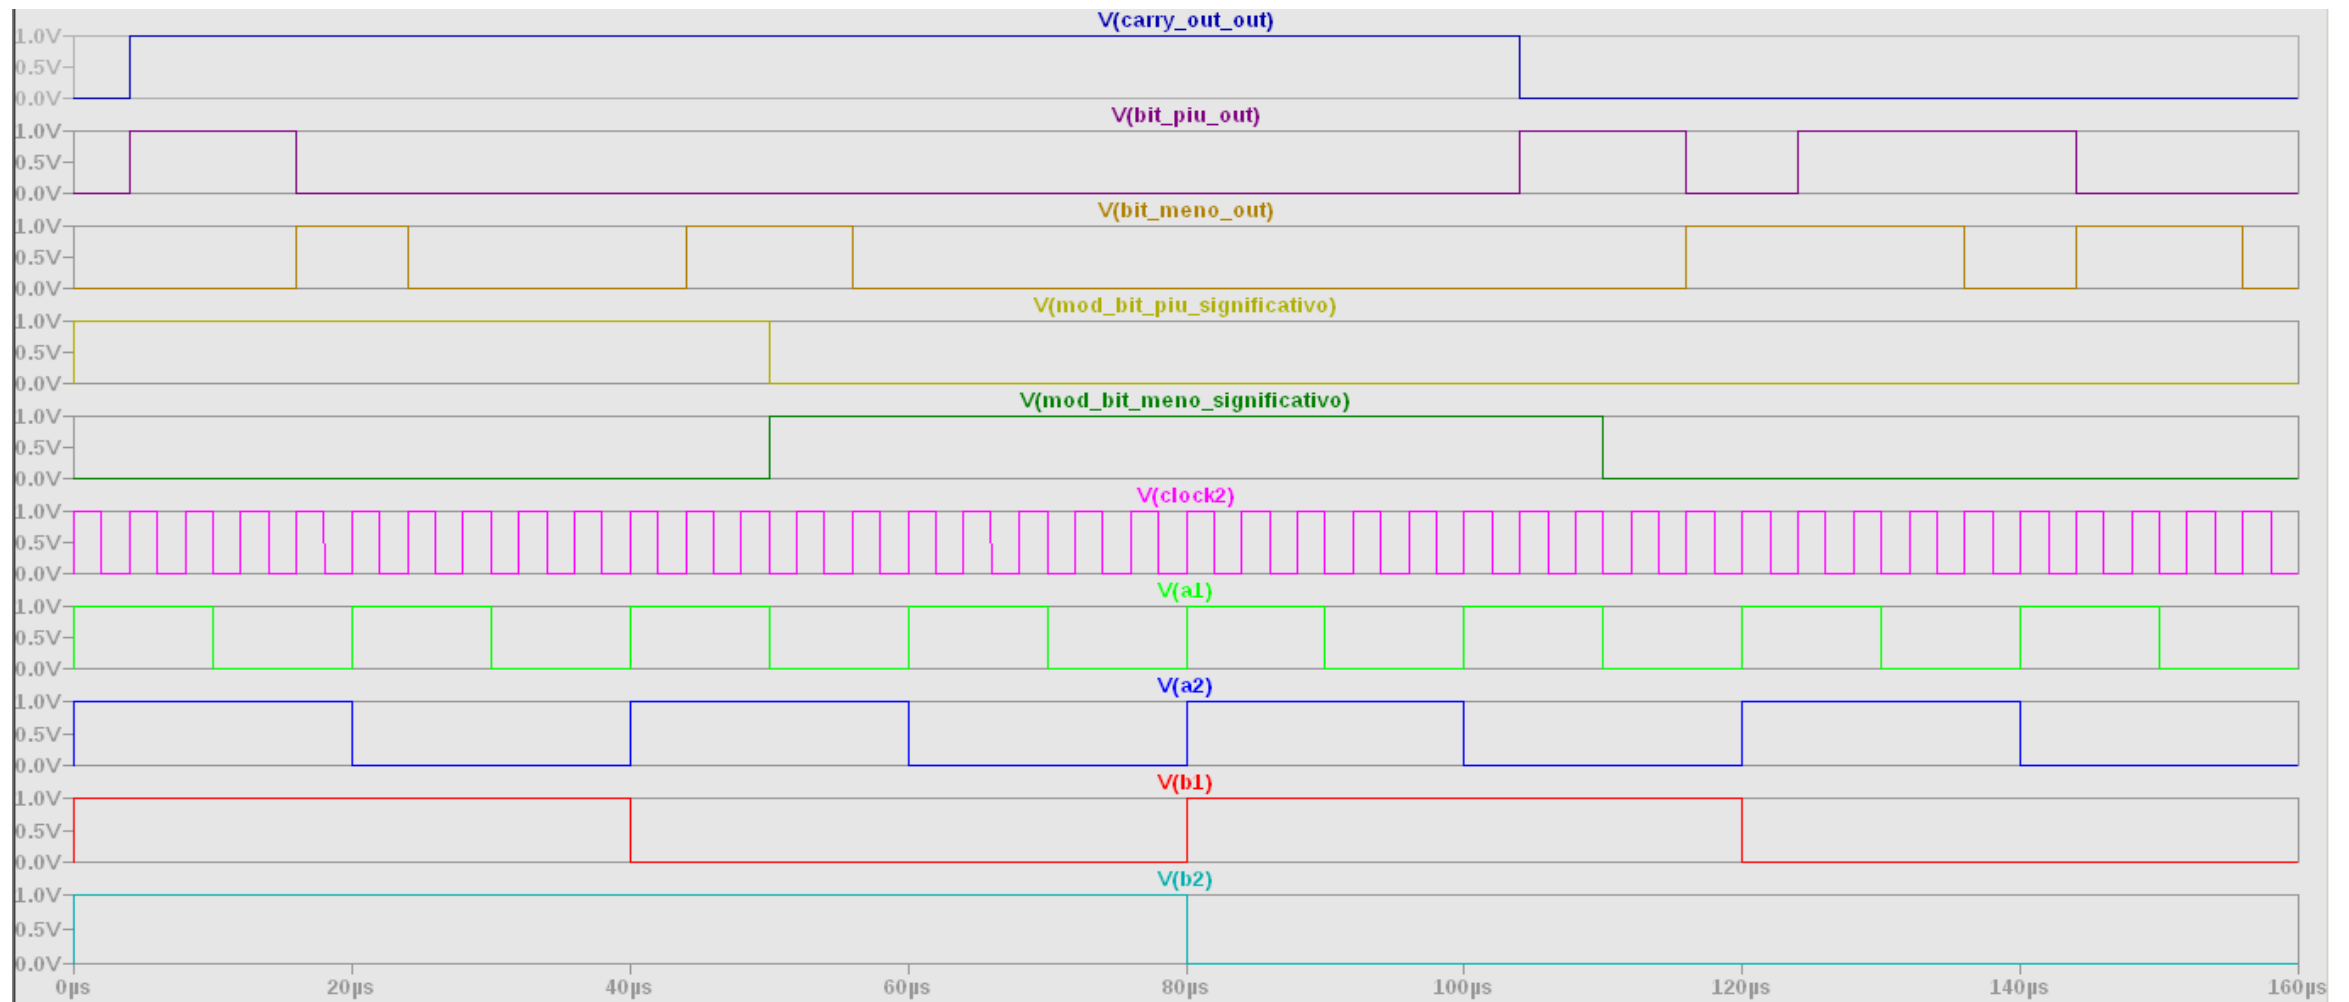 V(carry_out_out)
1.0V
0.5V
0.0V
V(bit_piu_out)
1.0V
0.5V
0.0V
V(bit_meno_out)
1.0V
0.5V
0.0V
V(mod_bit_piu_significativo)
1.0V
0.5V
0.0V
V(mod_bit_meno_significativo)
1.0V
0.5V
0.0V
V(clock2)
1.0V
0.5V
0.0V
V(a1)
1.0V
0.5V
0.0V
V(a2)
1.0V
0.5V
0.0V
V(b1)
1.0V
0.5V
0.0V
V(b2)
1.0V
0.5V
0.0V
0µs 20µs 40µs 60µs 80µs 100µs 120µs 140µs 160µs